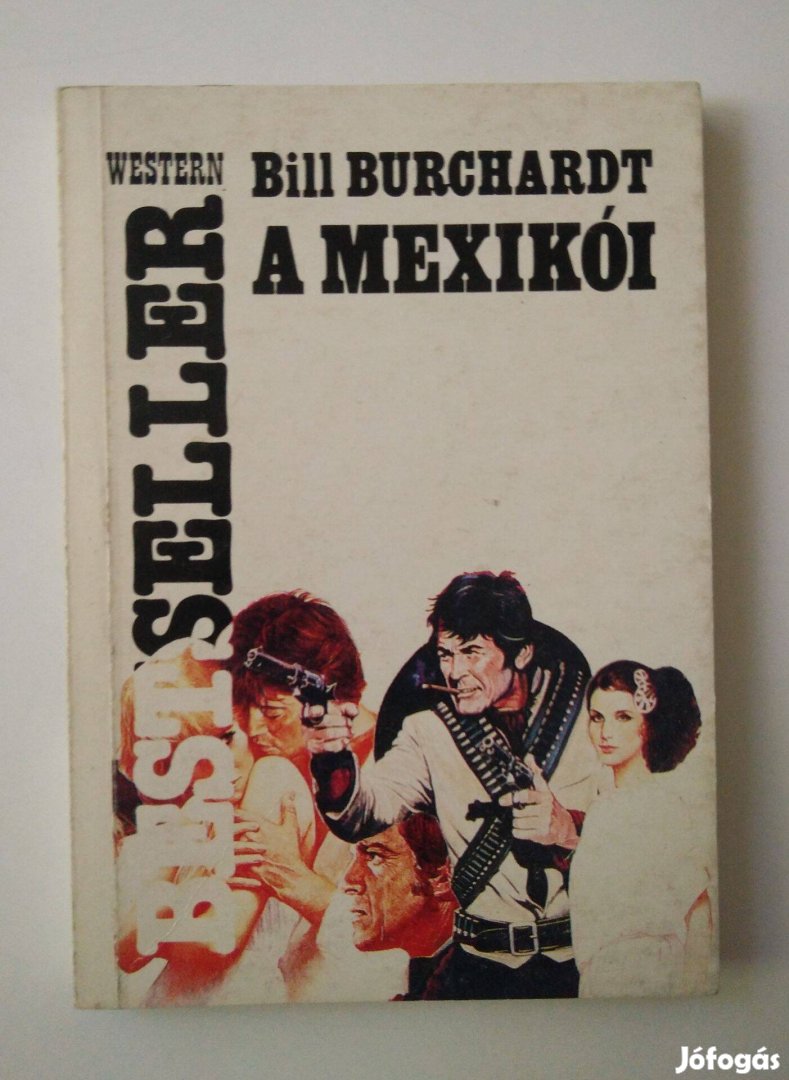 WESTERN
BESTSELLER
Bill BURCHARDT
A MEXIKÓI
Jófogás